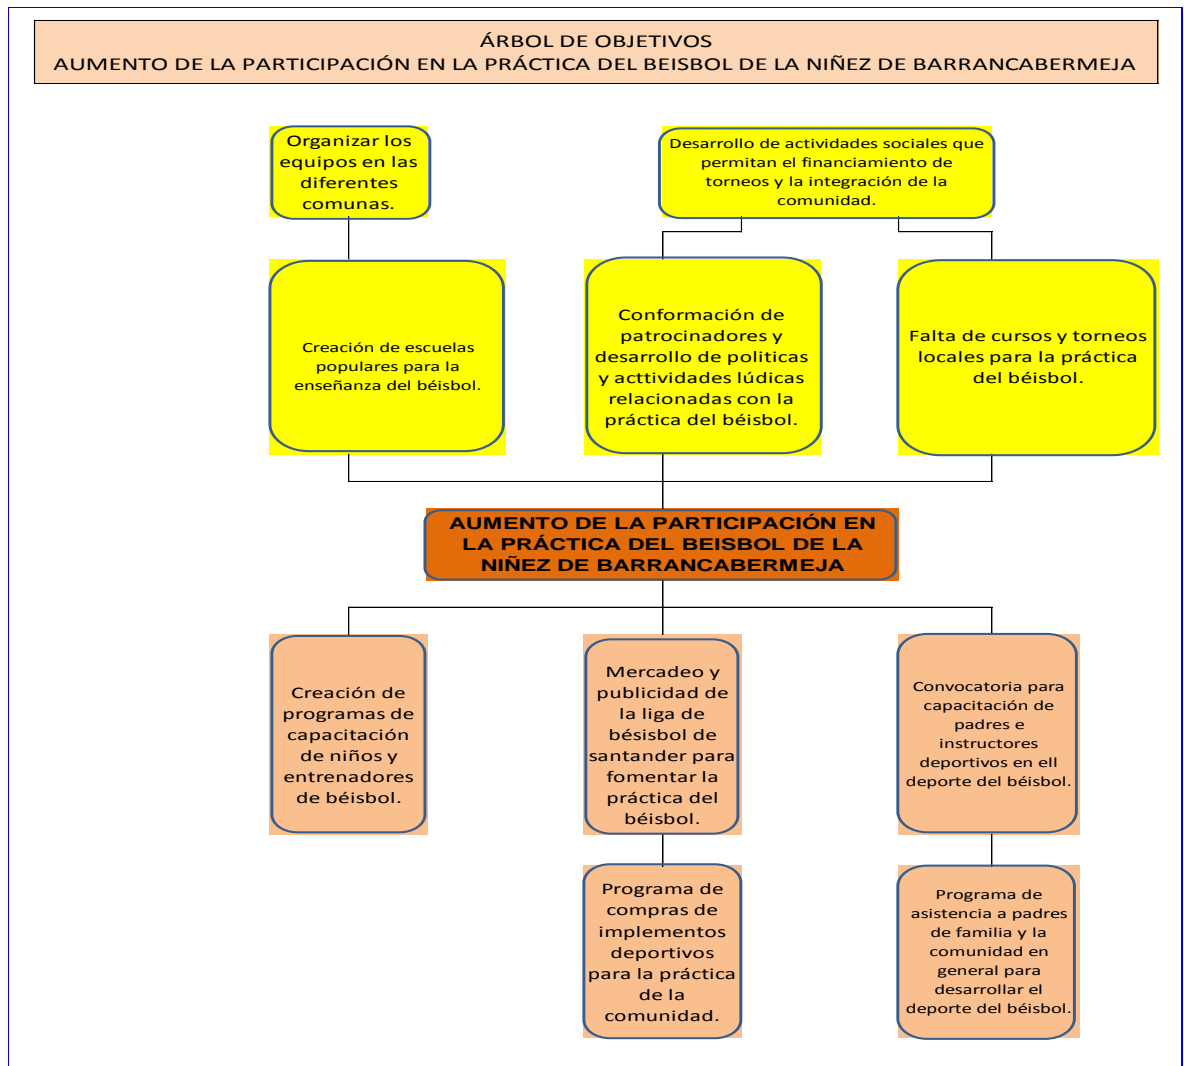 ÁRBOL DE OBJETIVOS
AUMENTO DE LA PARTICIPACIÓN EN LA PRÁCTICA DEL BEISBOL DE LA NIÑEZ DE BARRANCABERMEJA
Organizar los
equipos en las
diferentes
comunas.
Desarrollo de actividades sociales que
permitan el financiamiento de
torneos y la integración de la
comunidad.
Creación de escuelas
populares para la
enseñanza del béisbol.
Conformación de
patrocinadores y
desarrollo de politicas
y acttividades lúdicas
relacionadas con la
práctica del béisbol.
Falta de cursos y torneos
locales para la práctica
del béisbol.
AUMENTO DE LA PARTICIPACIÓN EN
LA PRÁCTICA DEL BEISBOL DE LA
NIÑEZ DE BARRANCABERMEJA
Creación de
programas de
capacitación
de niños y
entrenadores
de béisbol.
Mercadeo y
publicidad de
la liga de
bésisbol de
santander para
fomentar la
práctica del
béisbol.
Convocatoria para
capacitación de
padres e
instructores
deportivos en ell
deporte del béisbol.
Programa de
compras de
implementos
deportivos
para la práctica
de la
comunidad.
Programa de
asistencia a padres
de familia y la
comunidad en
general para
desarrollar el
deporte del béisbol.